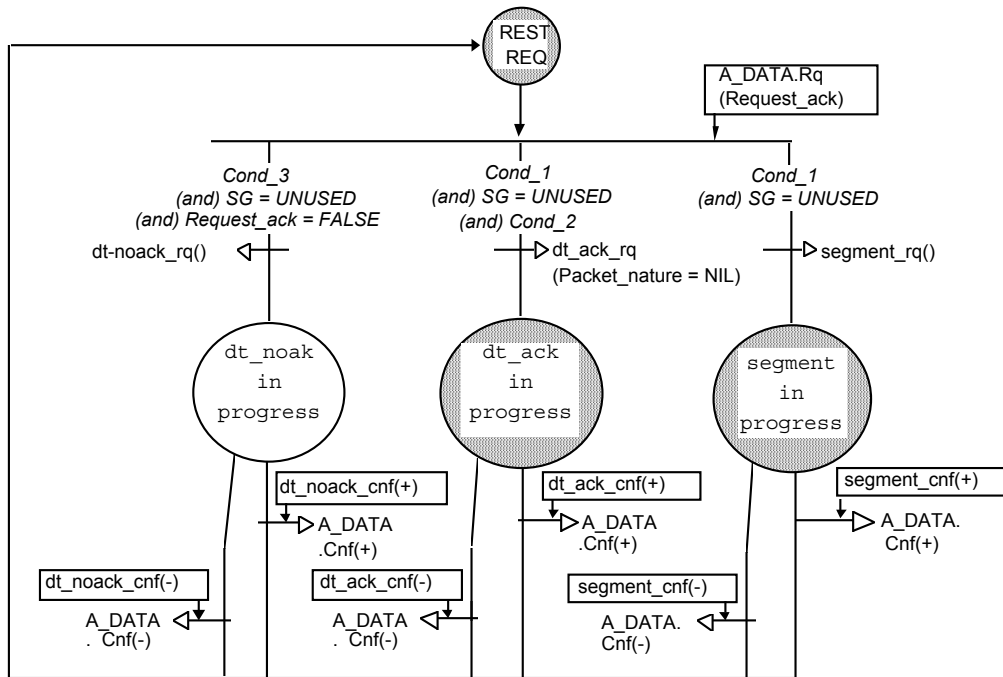 REST
REQ
A_DATA.Rq
(Request_ack)
Cond_3
(and) SG = UNUSED
(and) Request_ack = FALSE
Cond_1
(and) SG = UNUSED
(and) Cond_2
Cond_1
(and) SG = UNUSED
dt-noack_rq()
dt_ack_rq
(Packet_nature = NIL)
segment_rq()
dt_noak
in
progress
dt_ack
in
progress
segment
in
progress
dt_noack_cnf(+)
A_DATA
.Cnf(+)
dt_ack_cnf(+)
A_DATA
.Cnf(+)
segment_cnf(+)
A_DATA.
Cnf(+)
dt_noack_cnf(-)
A_DATA
. Cnf(-)
dt_ack_cnf(-)
A_DATA
. Cnf(-)
segment_cnf(-)
A_DATA.
Cnf(-)